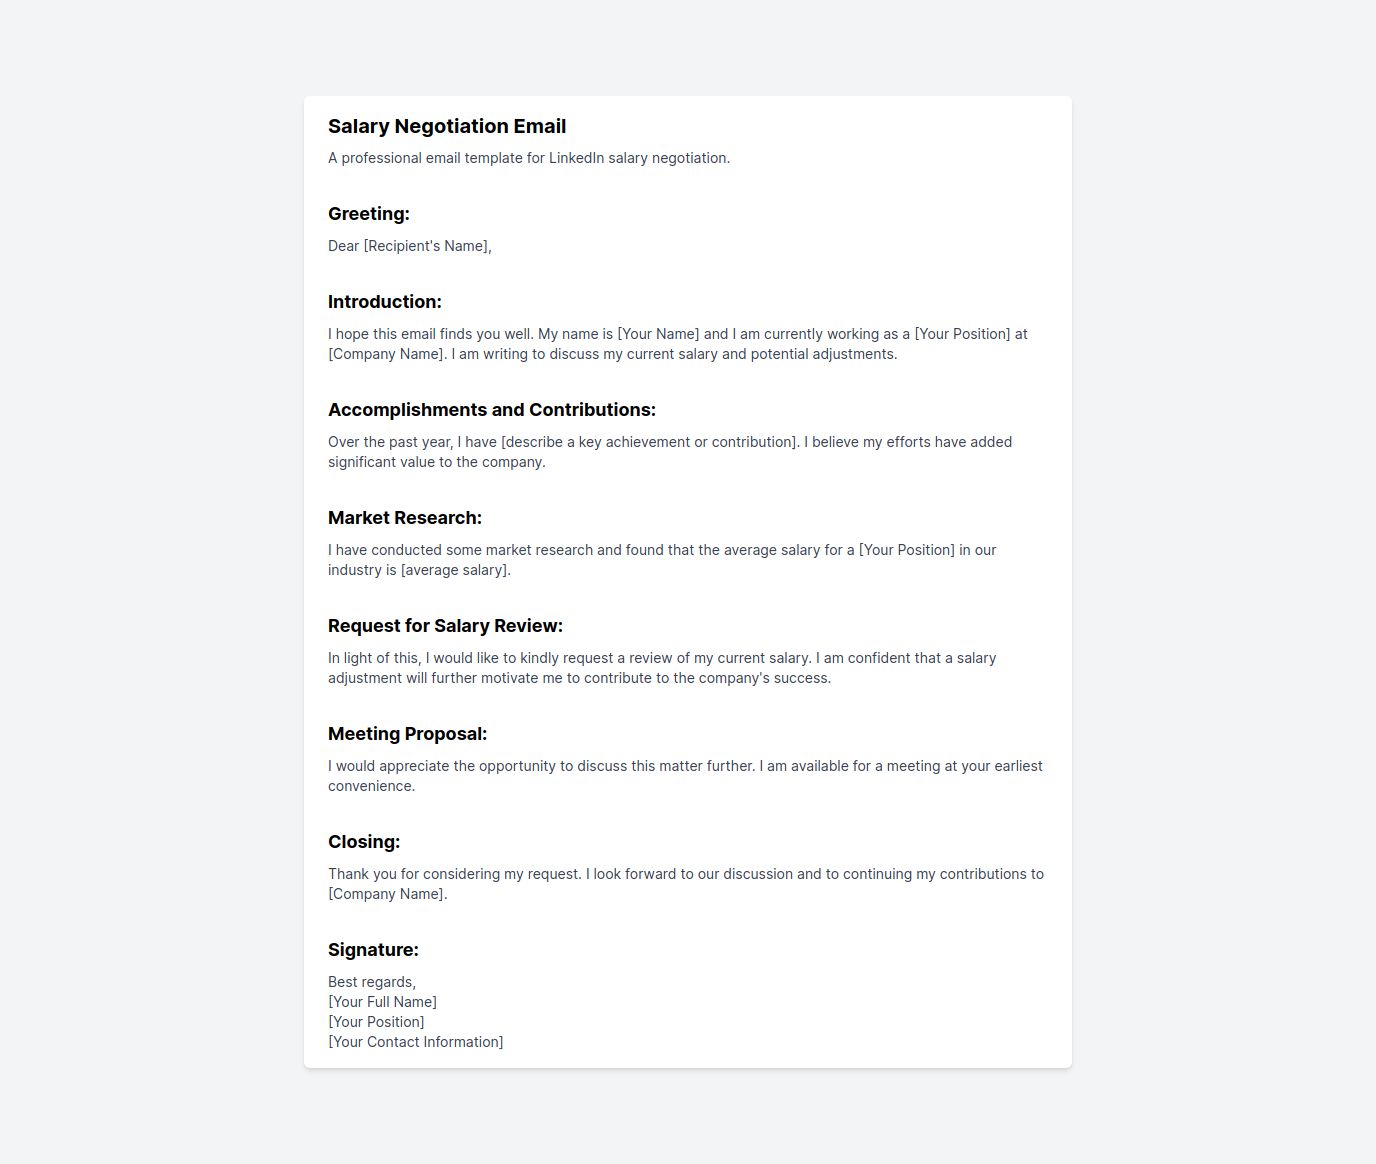 Salary Negotiation Email
A professional email template for LinkedIn salary negotiation.
Greeting:
Dear [Recipient's Name],
Introduction:
I hope this email finds you well. My name is [Your Name] and I am currently working as a [Your Position] at
[Company Name]. I am writing to discuss my current salary and potential adjustments.
Accomplishments and Contributions:
Over the past year, I have [describe a key achievement or contribution]. I believe my efforts have added
significant value to the company.
Market Research:
I have conducted some market research and found that the average salary for a [Your Position] in our
industry is [average salary].
Request for Salary Review:
In light of this, I would like to kindly request a review of my current salary. I am confident that a salary
adjustment will further motivate me to contribute to the company's success.
Meeting Proposal:
I would appreciate the opportunity to discuss this matter further. I am available for a meeting at your earliest
convenience.
Closing:
Thank you for considering my request. I look forward to our discussion and to continuing my contributions to
[Company Name].
Signature:
Best regards,
[Your Full Name]
[Your Position]
[Your Contact Information]